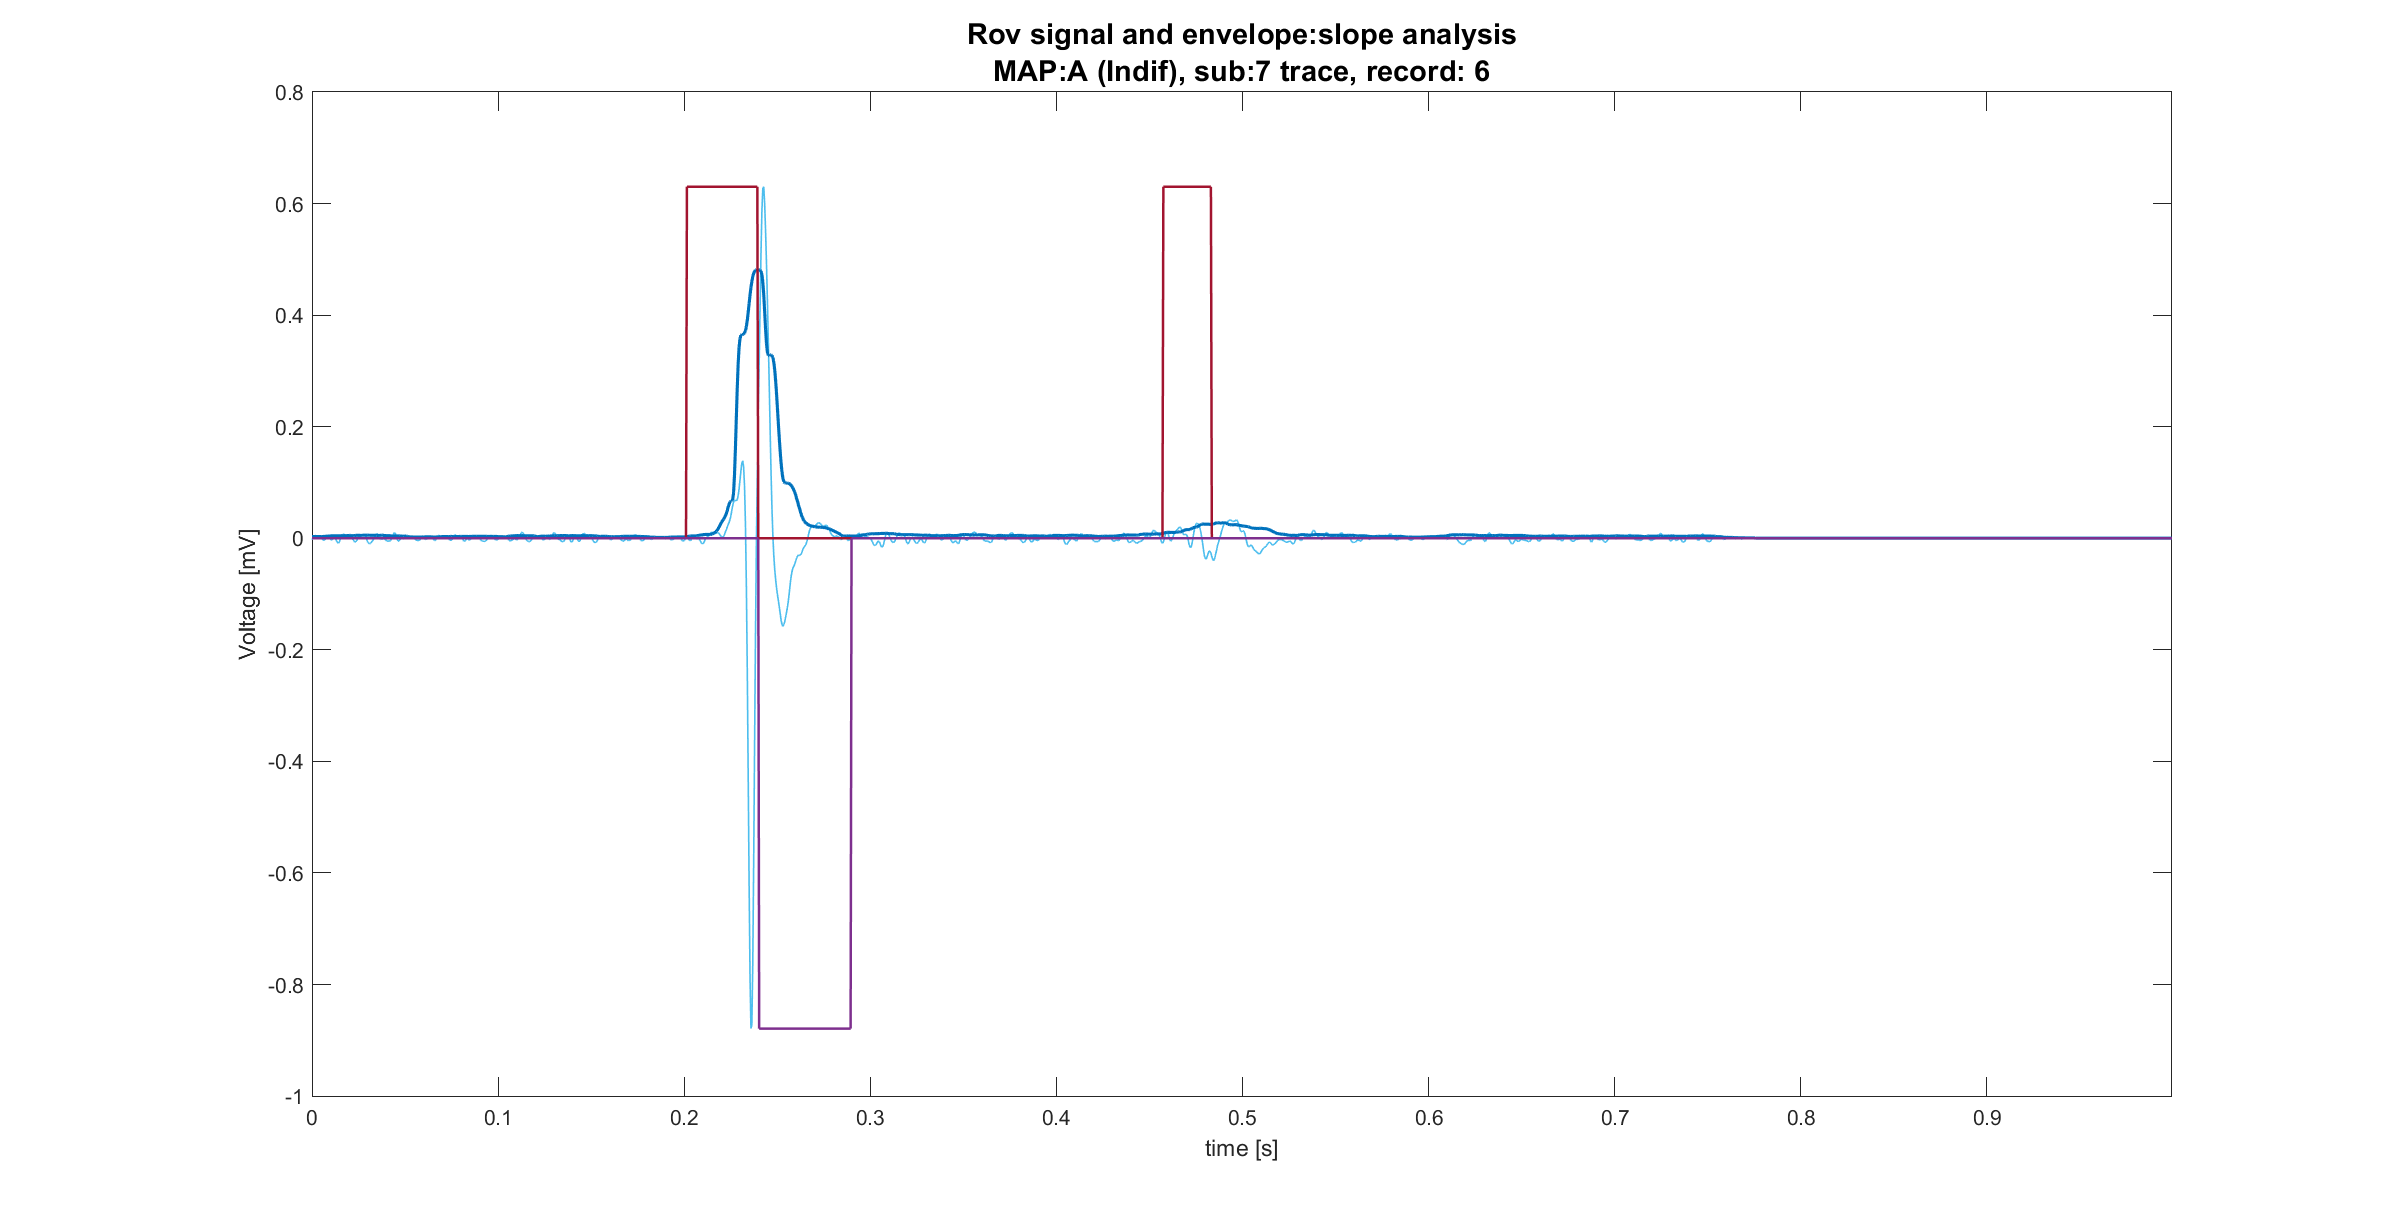 Rov signal and envelope:slope analysis
MAP:A (Indif), sub:7 trace, record: 6
0.8
0.6
0.4
0.2
0
-0.2
-0.4
-0.6
-0.8
-1
Voltage [mV]
0 0.1 0.2 0.3 0.4 0.5 0.6 0.7 0.8 0.9
time [s]